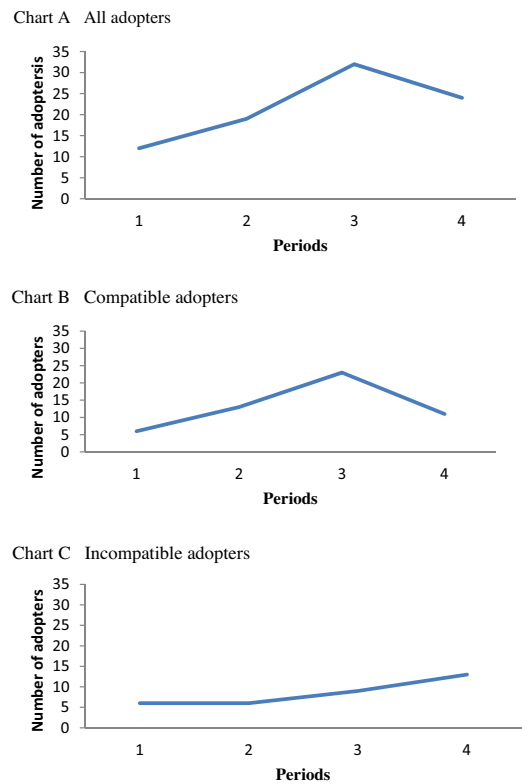 Chart A All adopters
Number of adoptersis
35
30
25
20
15
10
5
0
1 2 3 4
Periods
Chart B Compatible adopters
Number of adopters
35
30
25
20
15
10
5
0
1 2 3 4
Periods
Chart C Incompatible adopters
Number of adopters
35
30
25
20
15
10
5
0
1 2 3 4
Periods